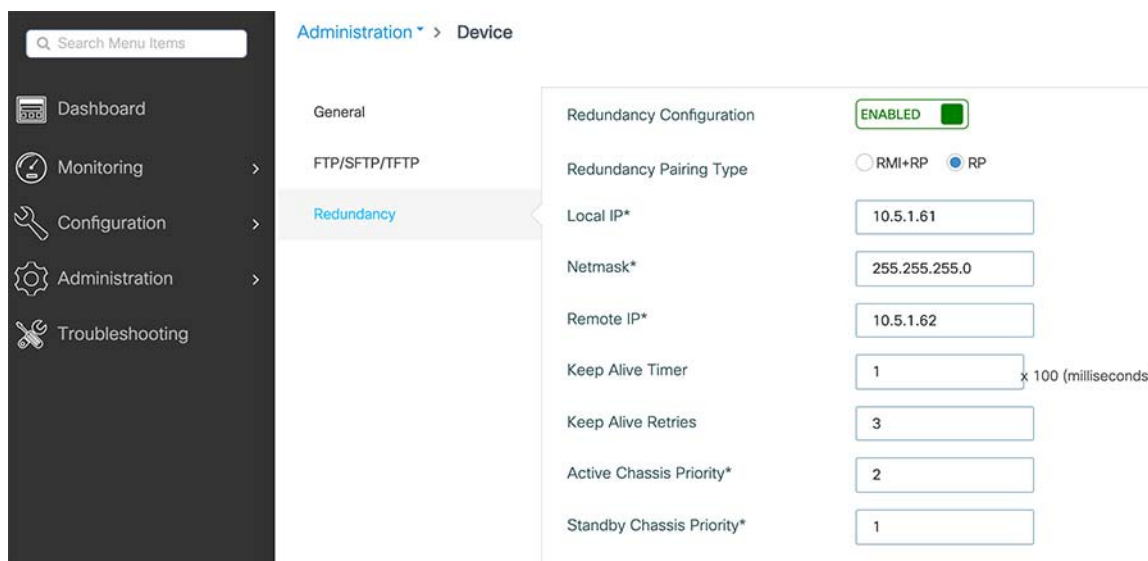 Search Menu Items
Dashboard
Monitoring
Configuration
Administration
Troubleshooting
Administration > Device
General
FTP/SFTP/TFTP
Redundancy
Redundancy Configuration ENABLED
Redundancy Pairing Type RMI+RP RP
Local IP* 10.5.1.61
Netmask* 255.255.255.0
Remote IP* 10.5.1.62
Keep Alive Timer 1 x 100 (milliseconds
Keep Alive Retries 3
Active Chassis Priority* 2
Standby Chassis Priority* 1